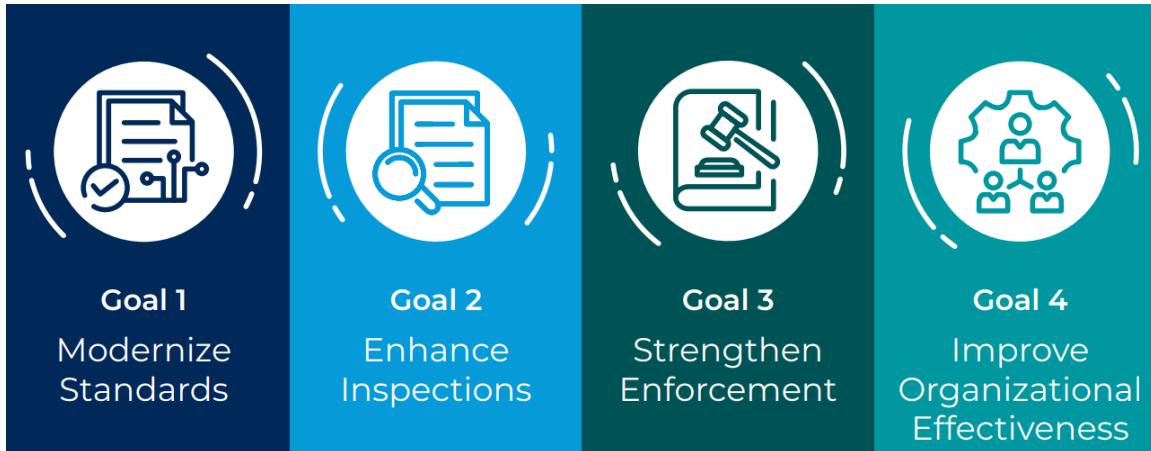 Goal 1
Modernize
Standards
Goal 2
Enhance
Inspections
Goal 3
Strengthen
Enforcement
Goal 4
Improve
Organizational
Effectiveness